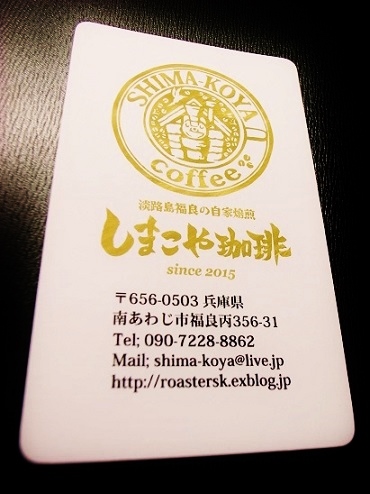 SHIMA-KOYA
coffee
淡路島福良の自家焙煎
しまこや珈琲
since 2015
〒656-0503 兵庫県
南あわじ市福良丙356-31
Tel; 090-7228-8862
Mail; shima-koya@live.jp
http://roastersk.exblog.jp